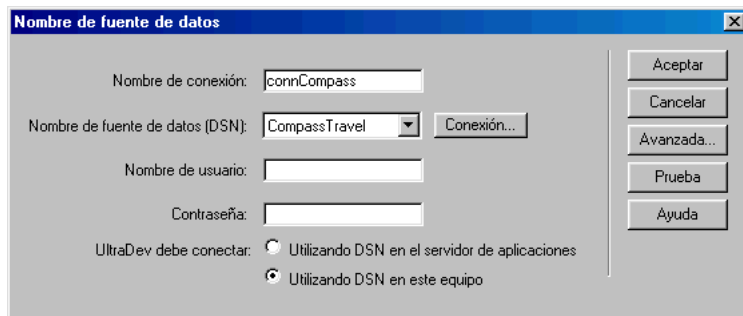 Nombre de fuente de datos
Nombre de conexión: connCompass
Aceptar
Cancelar
Nombre de fuente de datos (DSN): CompassTravel Conexión...
Avanzada...
Nombre de usuario:
Prueba
Contraseña:
Ayuda
UltraDev debe conectar: Utilizando DSN en el servidor de aplicaciones
Utilizando DSN en este equipo